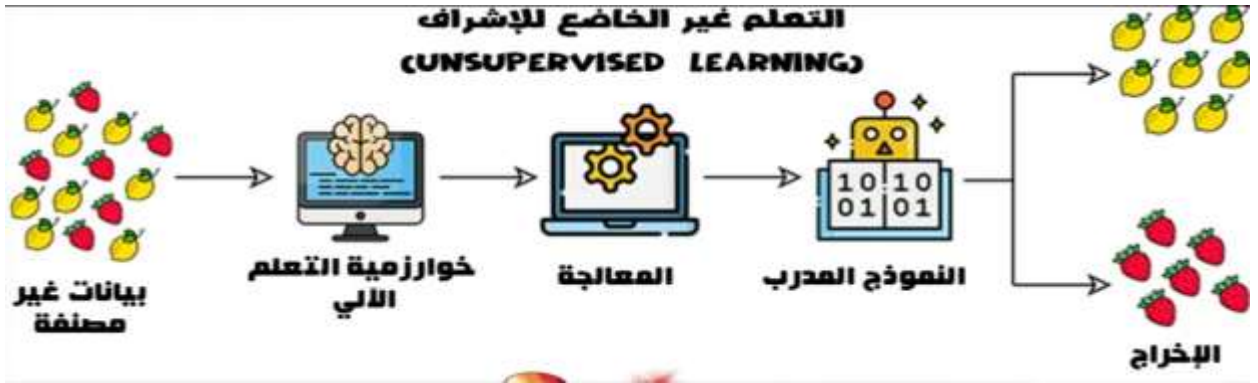 التعلم غير الخاضع للإشراف
(UNSUPERVISED LEARNING)
بيانات غير
مصنفة
خوارزمية التعلم
الآلي
المعالجة
10 10
01 01
النموذج المدرب
الإخراج